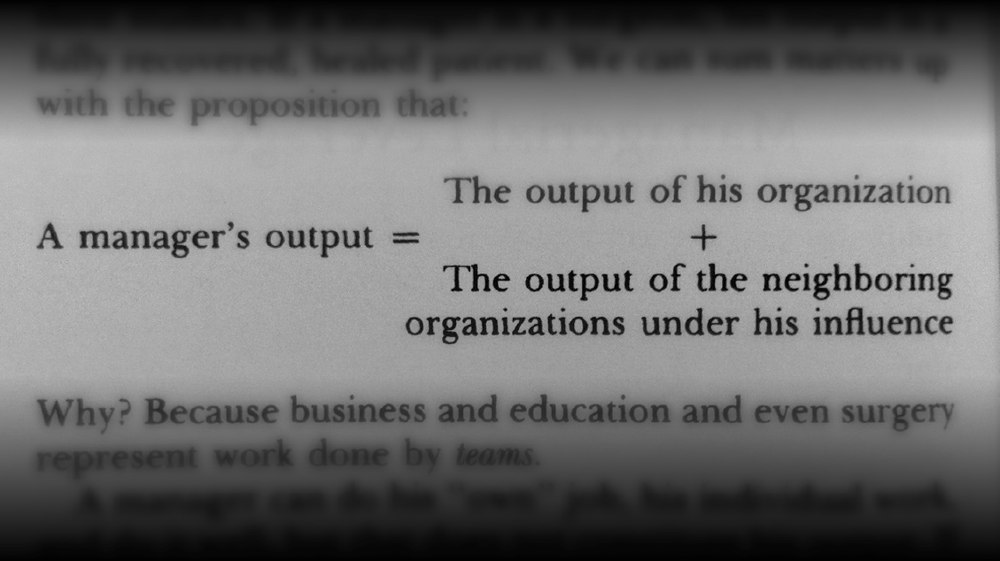 fully recovered, healed patient. We can sum matters up
with the proposition that:
The output of his organization
A manager's output = +
The output of the neighboring
organizations under his influence
Why? Because business and education and even surgery
represent work done by teams.
A manager can do his "own" job, his individual work,